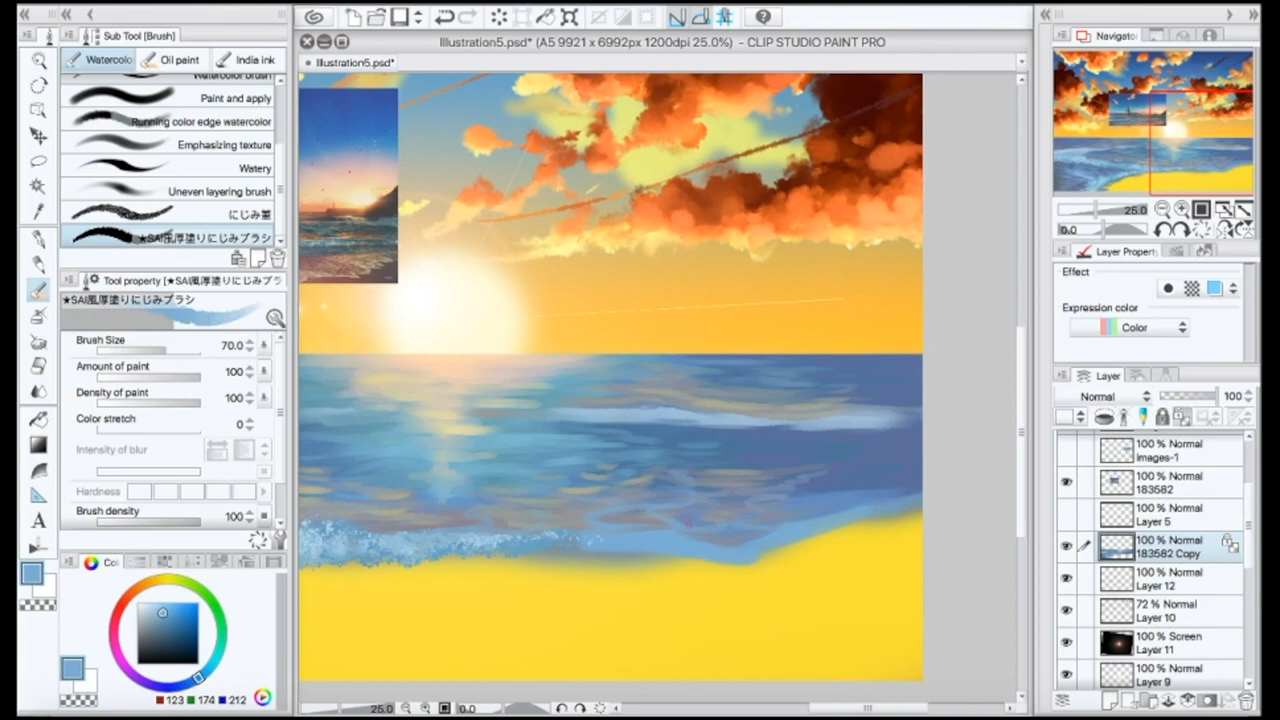 Sub Tool [Brush]
Watercolo
Oil paint
India ink
Watercolor brush
Paint and apply
Running color edge watercolor
Emphasizing texture
Watery
Uneven layering brush
★SAI風厚塗りにじみブラシ
Tool property [★SAI風厚塗りにじみブラ
★SAI風厚塗りにじみブラシ
Brush Size 70.0
Amount of paint 100
Density of paint 100
Color stretch 0
Intensity of blur
Hardness
Brush density 100
Col
123 174 212
Illustration5.psd* (A5 9921 x 6992px 1200dpi 25.0%) - CLIP STUDIO PAINT PRO
Illustration5.psd*
25.0 0.0
Navigator
25.0
0.0
Layer Propert
Effect
Expression color
Color
Layer
Normal 100
100 % Normal
images-1
100 % Normal
183582
100 % Normal
Layer 5
100 % Normal
183582 Copy
100 % Normal
Layer 12
72 % Normal
Layer 10
100 % Screen
Layer 11
100 % Normal
Layer 9